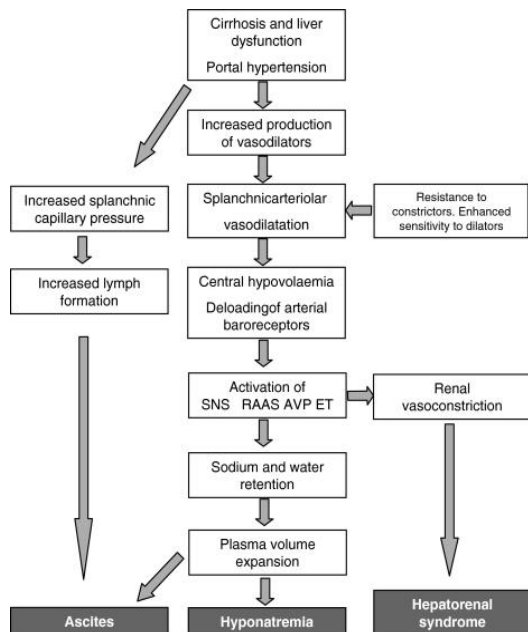 Cirrhosis and liver
dysfunction
Portal hypertension
Increased production
of vasodilators
Increased splanchnic
capillary pressure
Splanchnicarteriolar
vasodilatation
Resistance to
constrictors. Enhanced
sensitivity to dilators
Increased lymph
formation
Central hypovolaemia
Deloadingof arterial
baroreceptors
Activation of
SNS RAAS AVP ET
Renal
vasoconstriction
Sodium and water
retention
Plasma volume
expansion
Ascites
Hyponatremia
Hepatorenal
syndrome